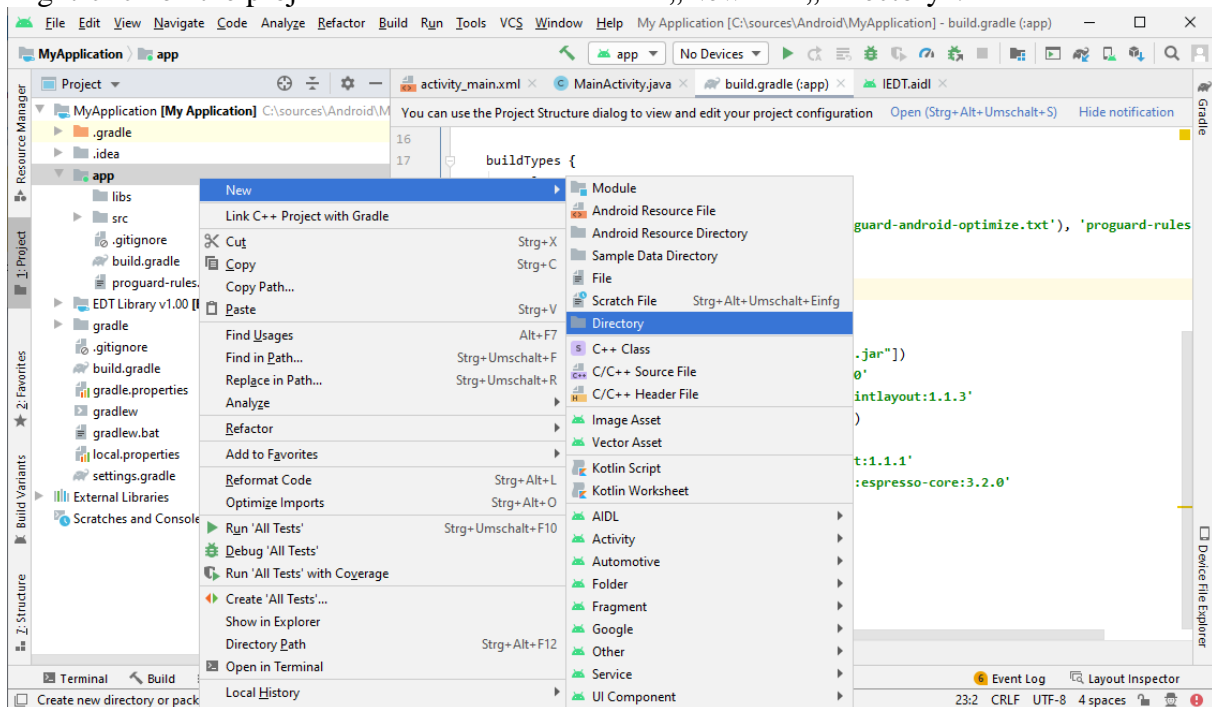 File Edit View Navigate Code Analyze Refactor Build Run Tools VCS Window Help My Application [C:\sources\Android\MyApplication] - build.gradle (:app)
MyApplication app
app
No Devices
Project
activity_main.xml
MainActivity.java
build.gradle (:app)
IEDT.aidl
You can use the Project Structure dialog to view and edit your project configuration Open (Strg+Alt+Umschalt+S) Hide notification
Resource Manager
1: Project
2: Favorites
Build Variants
7: Structure
MyApplication [My Application] C:\sources\Android\M
.gradle
.idea
app
libs
src
.gitignore
build.gradle
proguard-rules.
EDT Library v1.00
gradle
.gitignore
build.gradle
gradle.properties
gradlew
gradlew.bat
local.properties
settings.gradle
External Libraries
Scratches and Console
New
Link C++ Project with Gradle
Cut Strg+X
Copy Strg+C
Copy Path...
Paste Strg+V
Find Usages Alt+F7
Find in Path... Strg+Umschalt+F
Replace in Path... Strg+Umschalt+R
Analyze
Refactor
Add to Favorites
Reformat Code Strg+Alt+L
Optimize Imports Strg+Alt+O
Run 'All Tests' Strg+Umschalt+F10
Debug 'All Tests'
Run 'All Tests' with Coverage
Create 'All Tests'...
Show in Explorer
Directory Path Strg+Alt+F12
Open in Terminal
Local History
Module
Android Resource File
Android Resource Directory
Sample Data Directory
File
Scratch File Strg+Alt+Umschalt+Einfg
Directory
C++ Class
C/C++ Source File
C/C++ Header File
Image Asset
Vector Asset
Kotlin Script
Kotlin Worksheet
AIDL
Activity
Automotive
Folder
Fragment
Google
Other
Service
UI Component
16
17 buildTypes {
guard-android-optimize.txt'), 'proguard-rules
.jar"])
0'
intlayout:1.1.3'
)
t:1.1.1'
:espresso-core:3.2.0'
Gradle
Device File Explorer
Terminal
Build
6 Event Log
Layout Inspector
Create new directory or pack
23:2 CRLF UTF-8 4 spaces